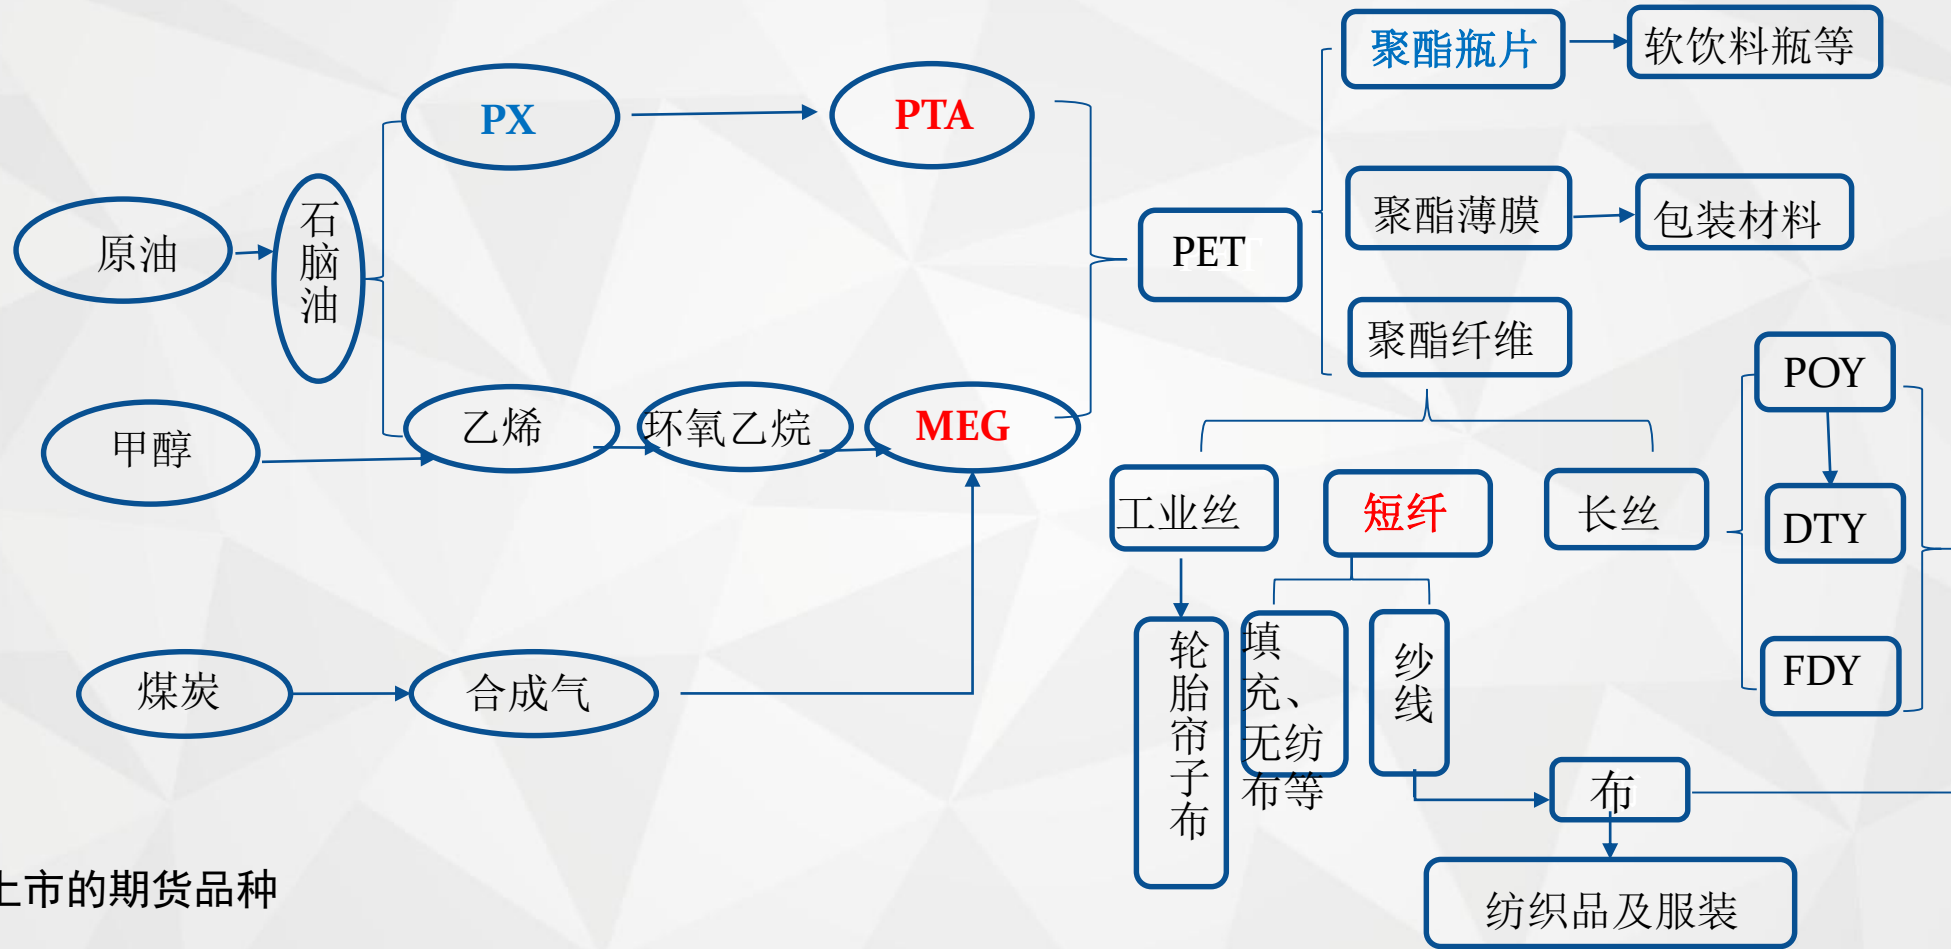 聚酯瓶片
软饮料瓶等
PX
PTA
原油
石脑油
聚酯薄膜
包装材料
PET
聚酯纤维
POY
甲醇
乙烯
环氧乙烷
MEG
工业丝
短纤
长丝
DTY
轮胎帘子布
填
充、
无纺
布等
纱线
FDY
煤炭
合成气
布
上市的期货品种
纺织品及服装